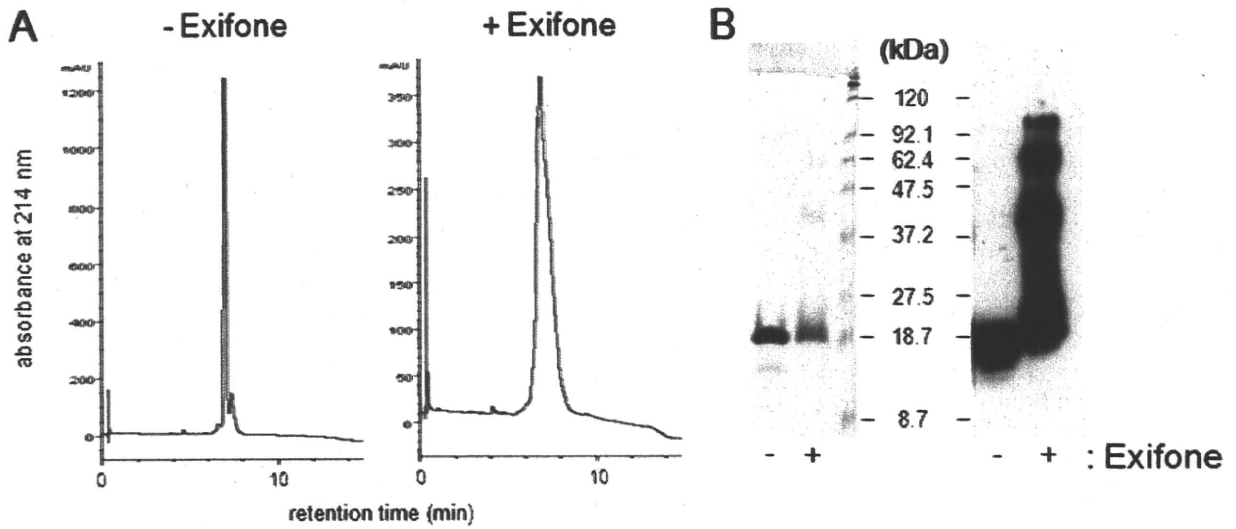 A
- Exifone
+ Exifone
B
absorbance at 214 nm
mAU
1200
1000
800
600
400
200
0
0
10
mAU
350
300
250
200
150
100
50
0
0
10
retention time (min)
(kDa)
– 120 –
– 92.1 –
– 62.4 –
– 47.5 –
– 37.2 –
– 27.5 –
– 18.7 –
– 8.7 –
- + - + : Exifone